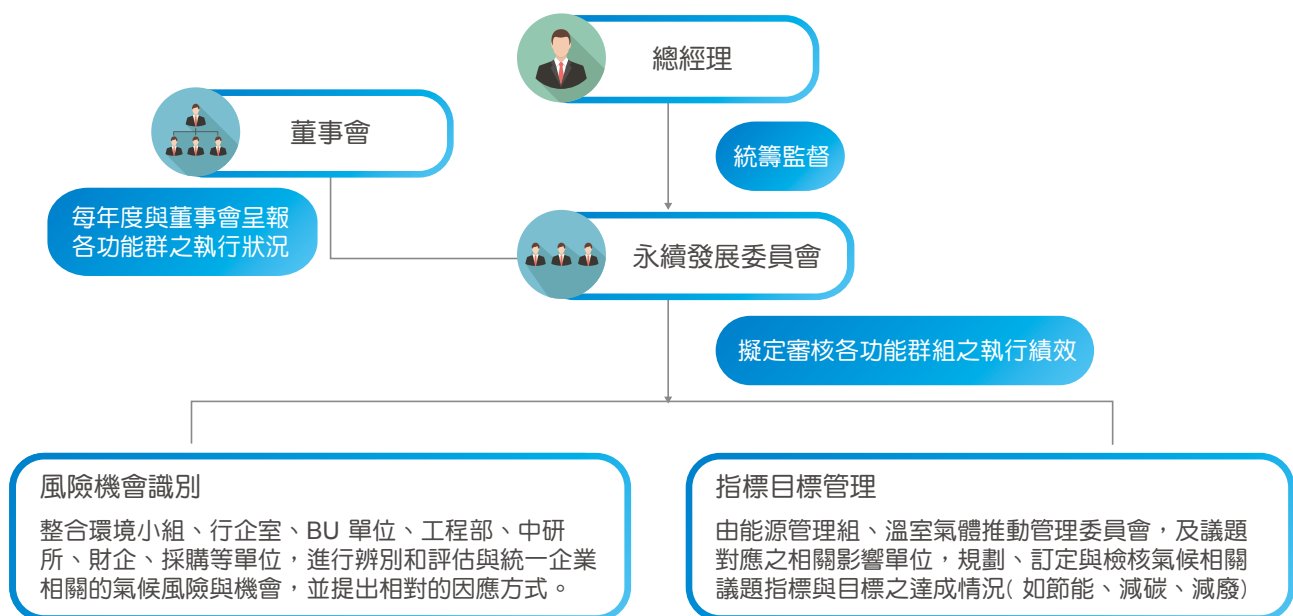 總經理
董事會
統籌監督
每年度與董事會呈報
各功能群之執行狀況
永續發展委員會
擬定審核各功能群組之執行績效
風險機會識別
整合環境小組、行企室、BU 單位、工程部、中研
所、財企、採購等單位，進行辨別和評估與統一企業
相關的氣候風險與機會，並提出相對的因應方式。
指標目標管理
由能源管理組、溫室氣體推動管理委員會，及議題
對應之相關影響單位，規劃、訂定與檢核氣候相關
議題指標與目標之達成情況( 如節能、減碳、減廢)